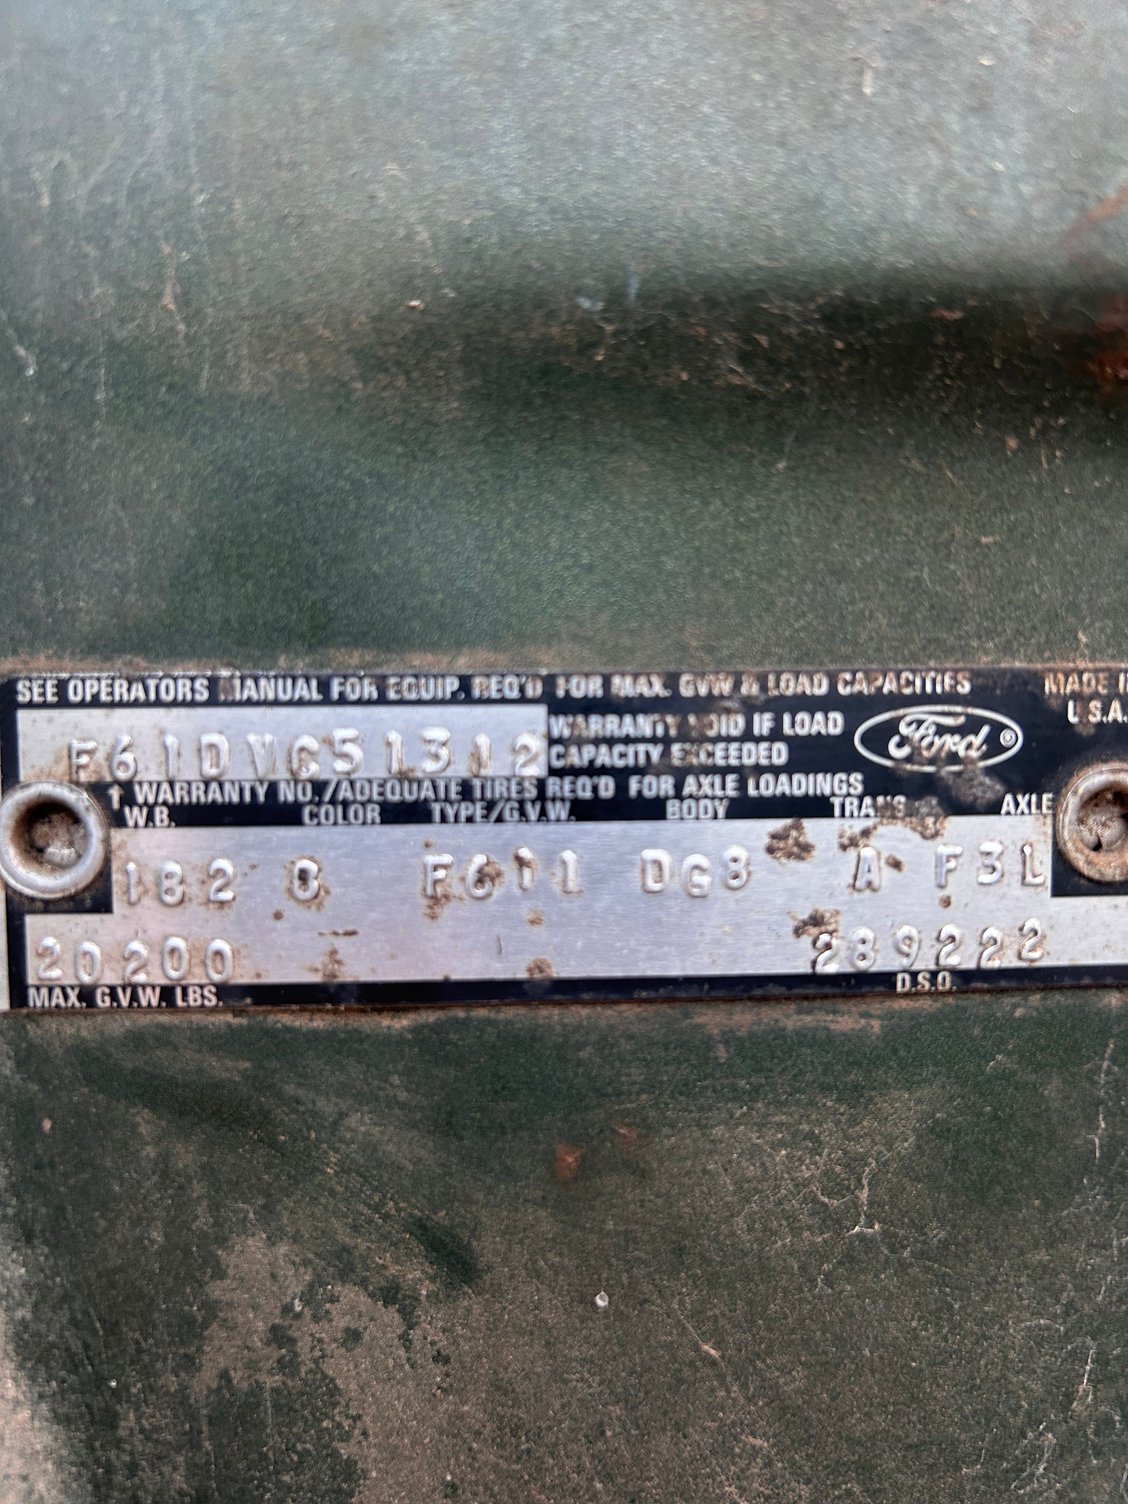 SEE OPERATORS MANUAL FOR EQUIP. REQ'D FOR MAX. GVW & LOAD CAPACITIES
MADE IN
U.S.A.
F61DVC51312
WARRANTY VOID IF LOAD
CAPACITY EXCEEDED
Ford ®
↑ WARRANTY NO./ADEQUATE TIRES REQ'D FOR AXLE LOADINGS
W.B. COLOR TYPE/G.V.W. BODY TRANS AXLE
182 F611 DG8 A F3L
20200 289222
MAX. G.V.W. LBS. D.S.O.